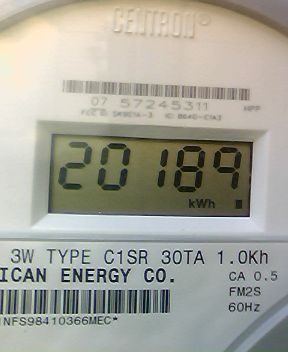 CENTRON®
07 57245311
20189
kWh
3W TYPE C1SR 30TA 1.0Kh
ICAN ENERGY CO.
CA 0.5
FM2S
60Hz
NFS98410366MEC*